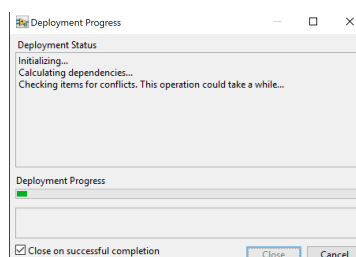 Deployment Progress
Deployment Status
Initializing...
Calculating dependencies...
Checking items for conflicts. This operation could take a while...
Deployment Progress
Close on successful completion
Close
Cancel